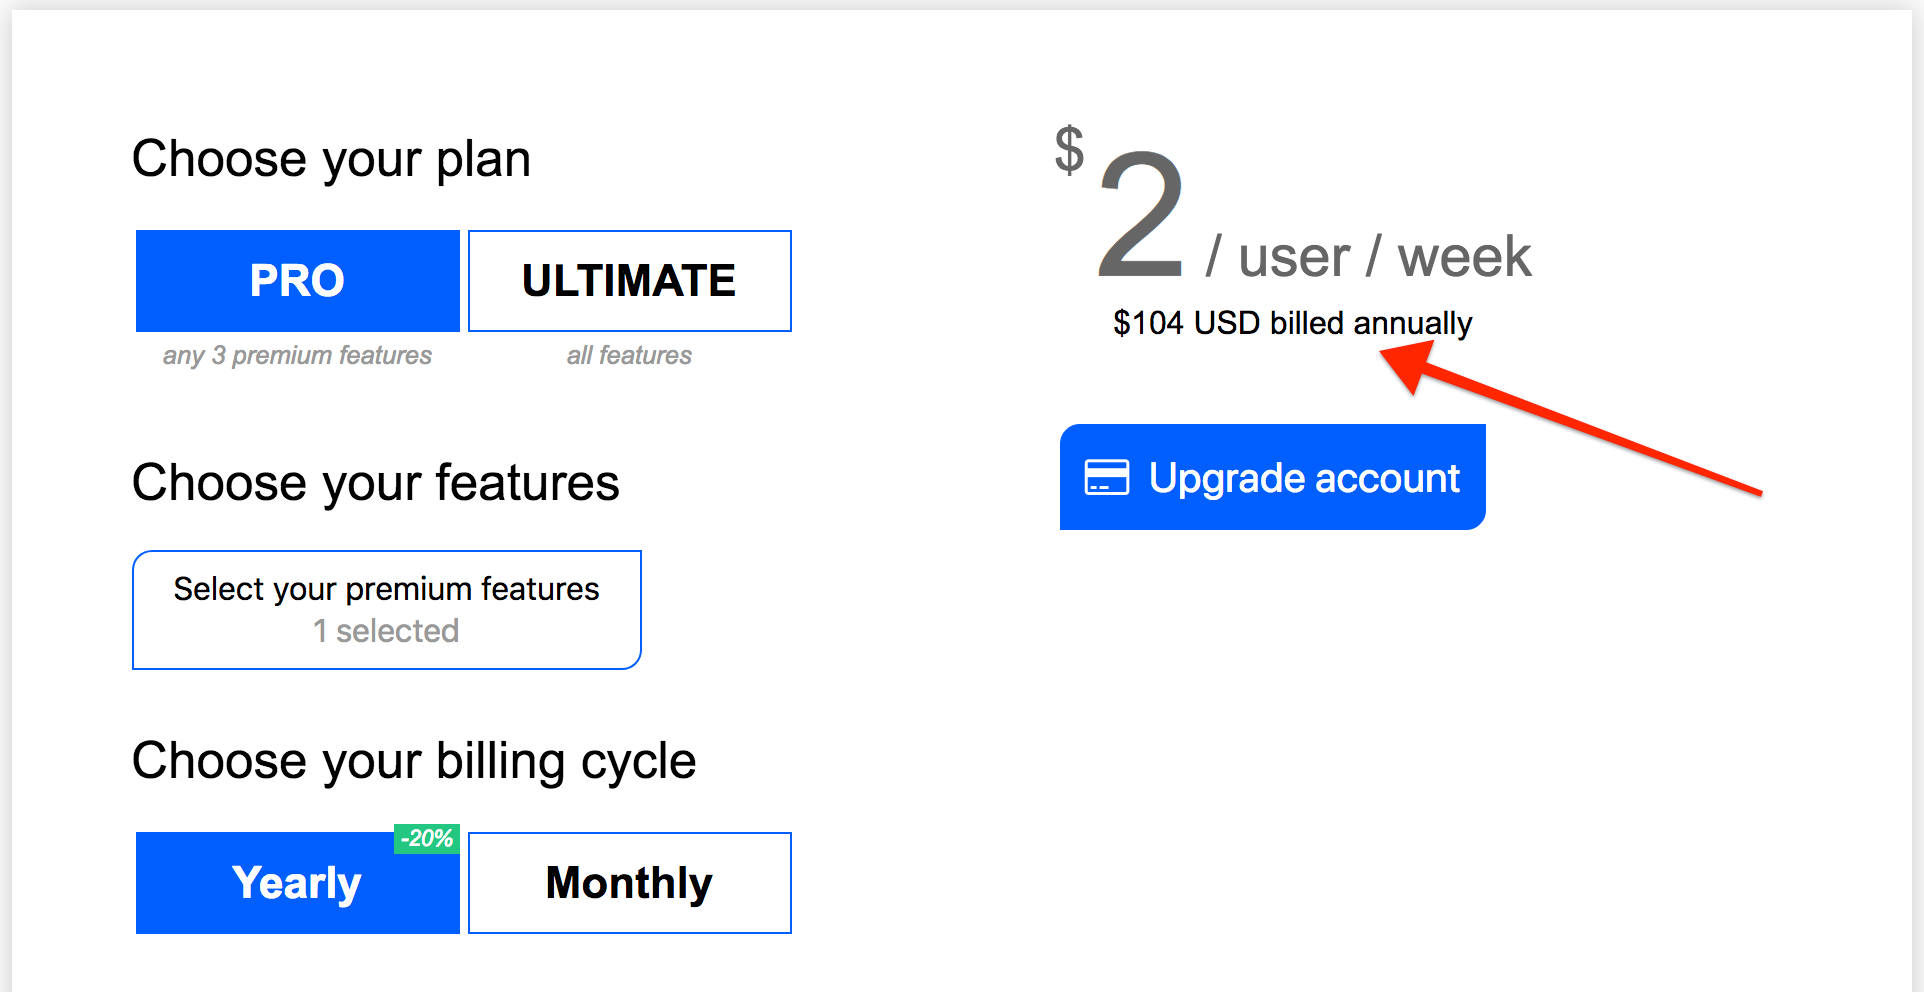 Choose your plan
PRO
ULTIMATE
any 3 premium features
all features
Choose your features
Select your premium features
1 selected
Choose your billing cycle
-20%
Yearly
Monthly
$2 / user / week
$104 USD billed annually
Upgrade account